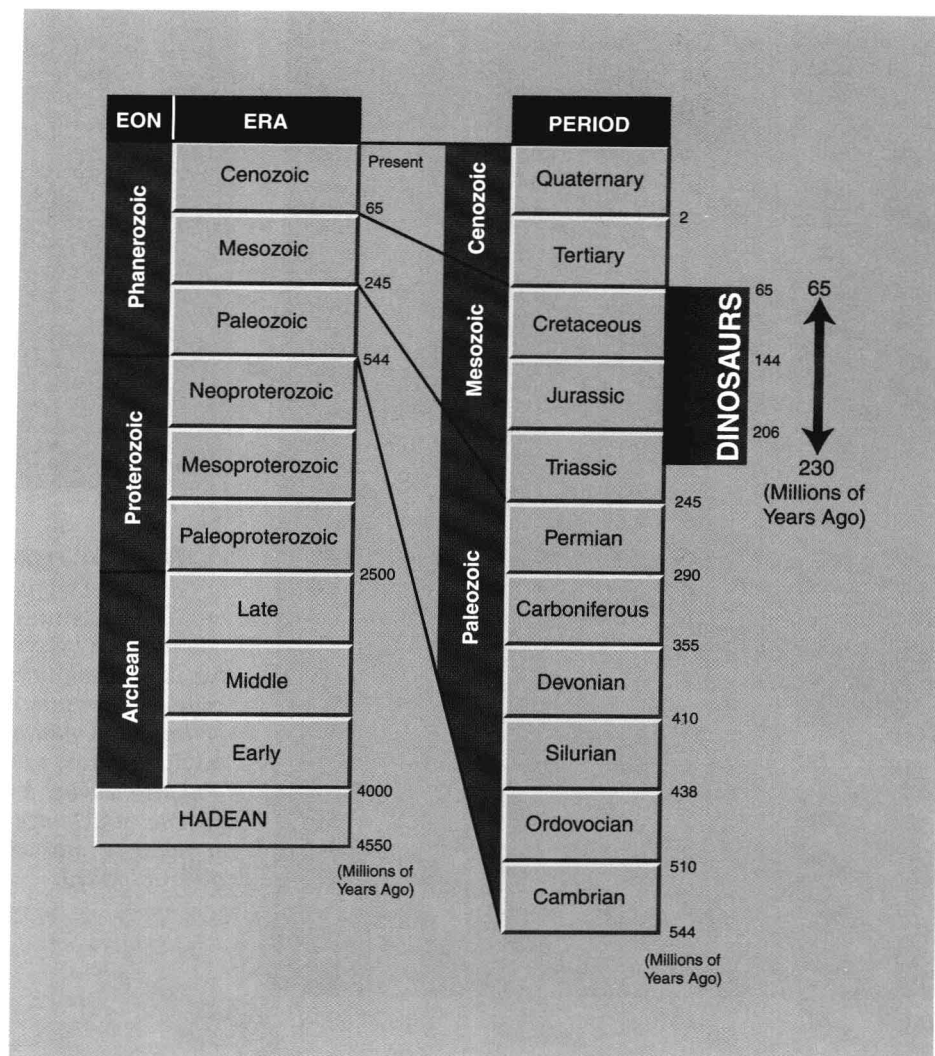 EON
ERA
Phanerozoic
Proterozoic
Archean
Cenozoic
Mesozoic
Paleozoic
Neoproterozoic
Mesoproterozoic
Paleoproterozoic
Late
Middle
Early
HADEAN
Present
65
245
544
2500
4000
4550
(Millions of
Years Ago)
PERIOD
Cenozoic
Mesozoic
Paleozoic
Quaternary
Tertiary
Cretaceous
Jurassic
Triassic
Permian
Carboniferous
Devonian
Silurian
Ordovocian
Cambrian
2
65
144
206
245
290
355
410
438
510
544
(Millions of
Years Ago)
DINOSAURS
65
230
(Millions of
Years Ago)